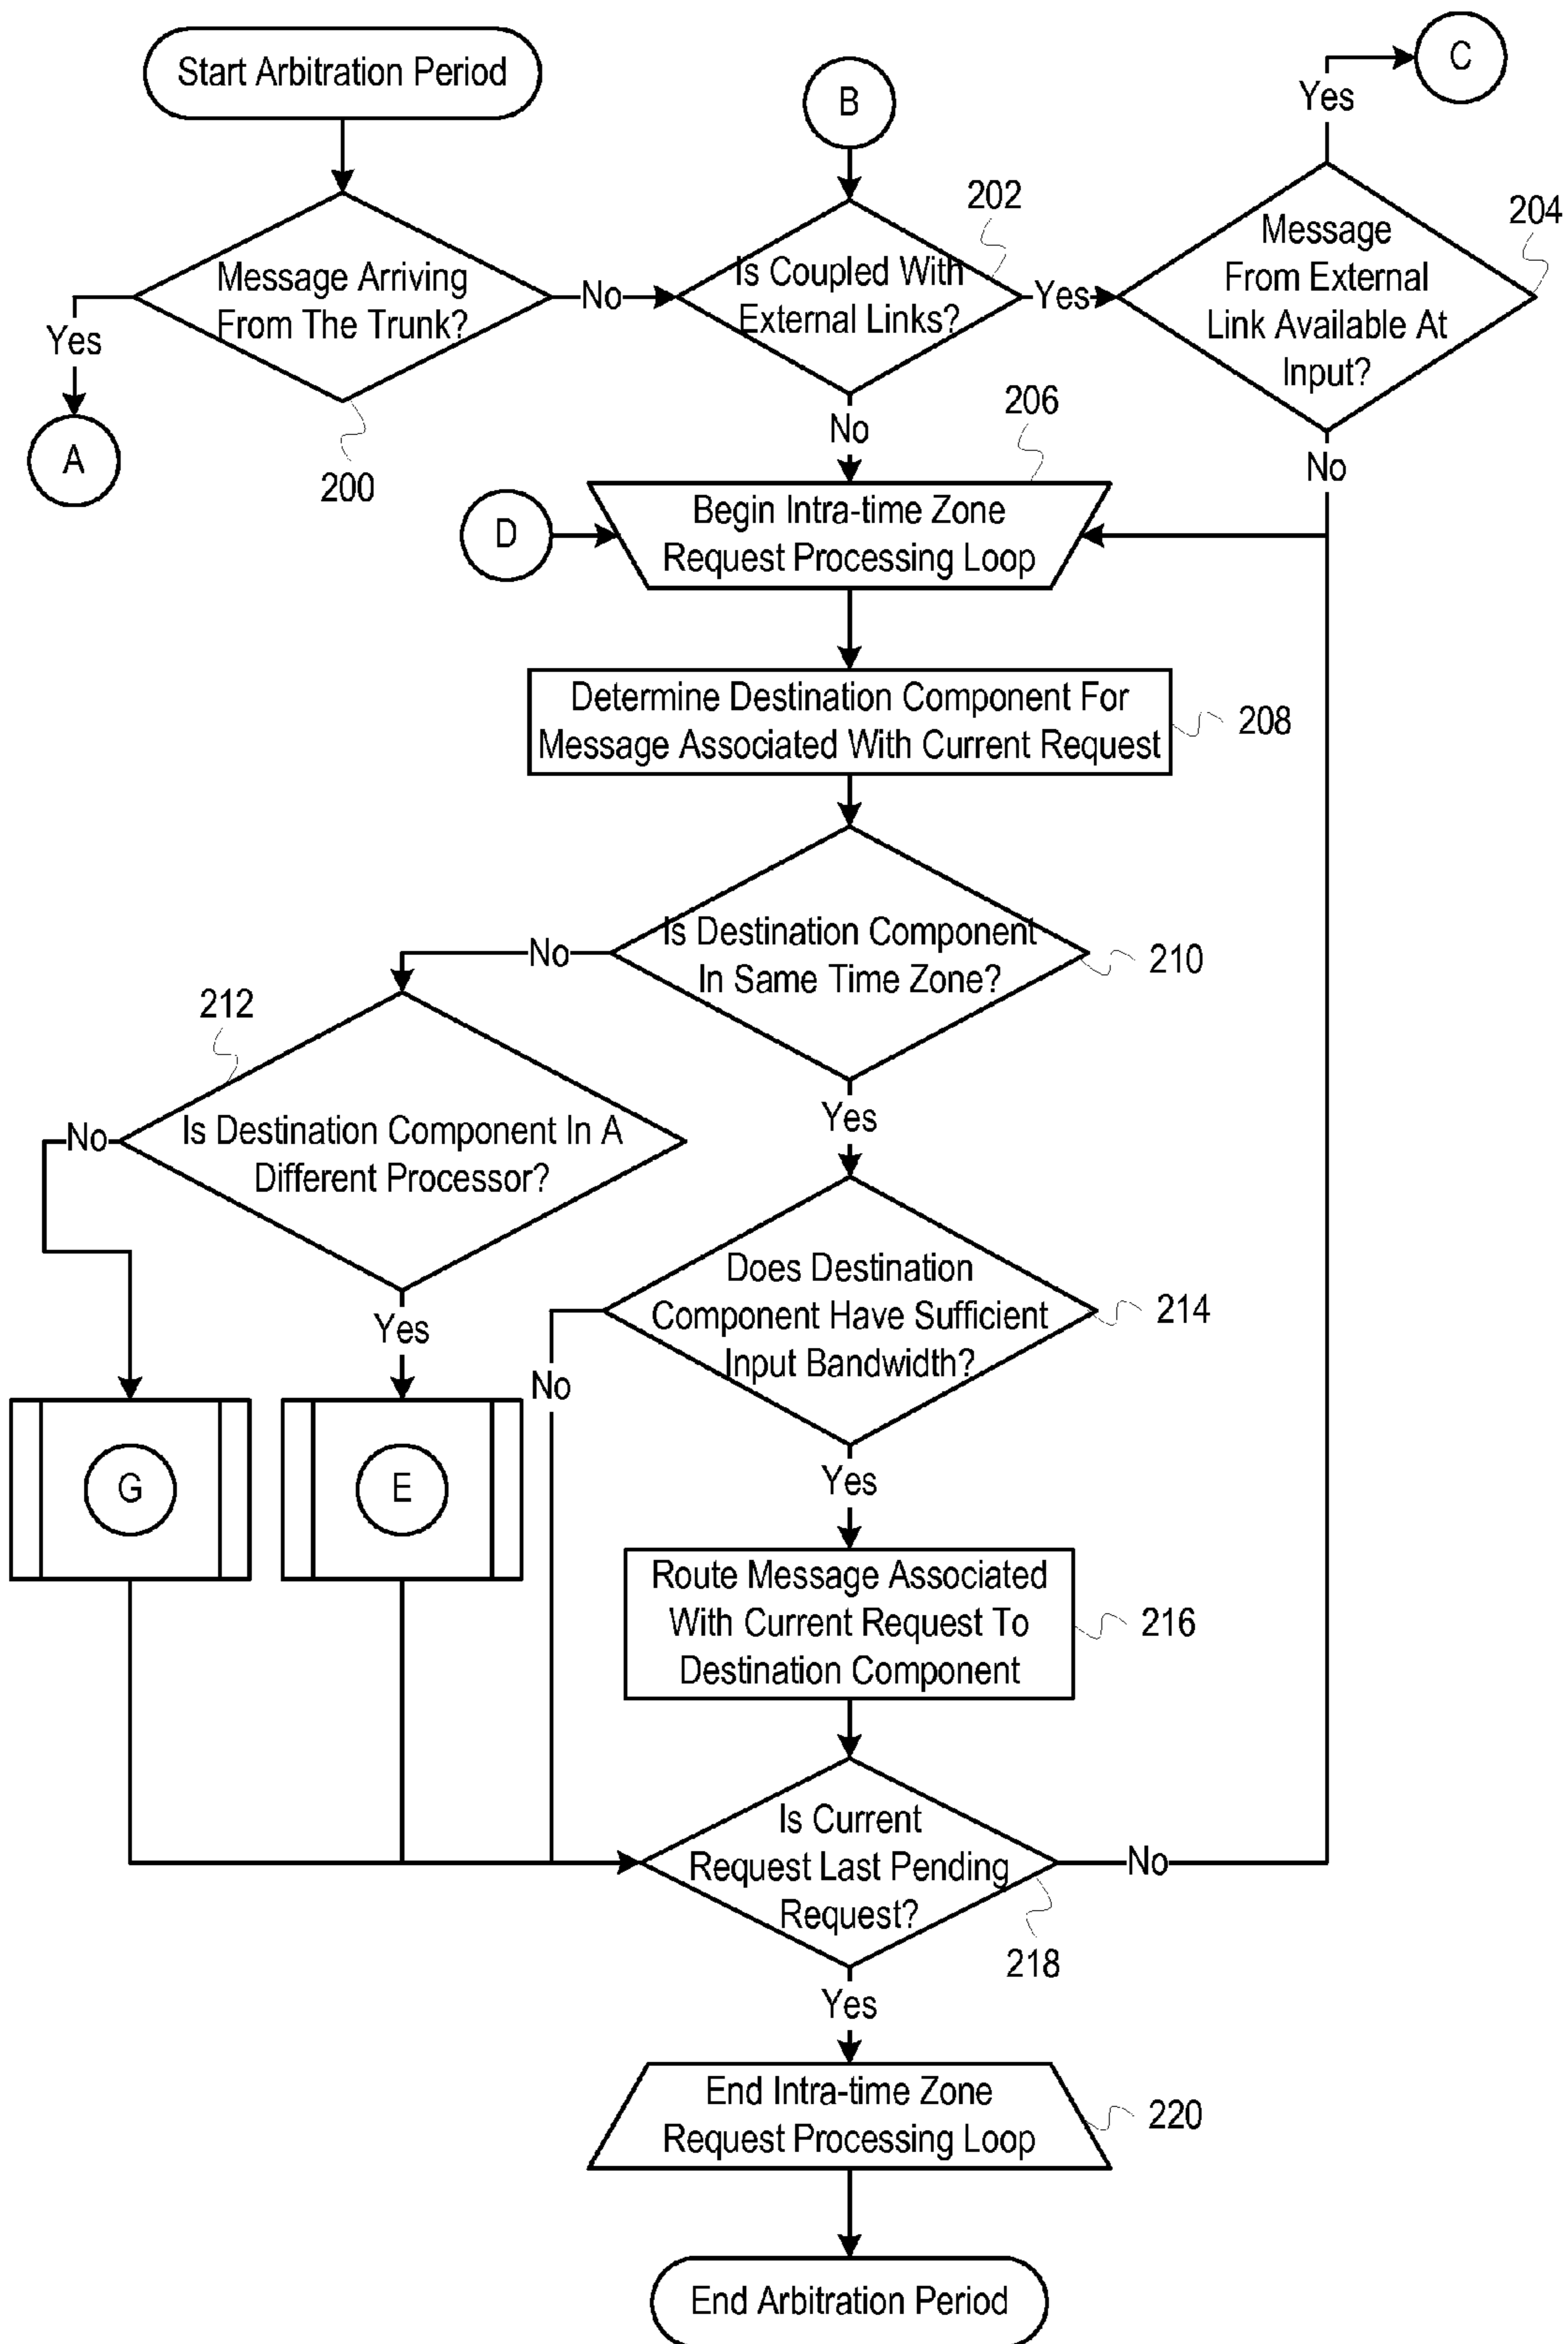 Start Arbitration Period
B
C
Yes
202
204
Message Arriving
From The Trunk?
No
Is Coupled With
External Links?
Yes
Message
From External
Link Available At
Input?
Yes
A
200
No
206
No
D
Begin Intra-time Zone
Request Processing Loop
Determine Destination Component For
Message Associated With Current Request
208
Is Destination Component
In Same Time Zone?
210
No
212
Yes
Is Destination Component In A
Different Processor?
No
Yes
Does Destination
Component Have Sufficient
Input Bandwidth?
214
No
G
E
Yes
Route Message Associated
With Current Request To
Destination Component
216
Is Current
Request Last Pending
Request?
No
218
Yes
End Intra-time Zone
Request Processing Loop
220
End Arbitration Period